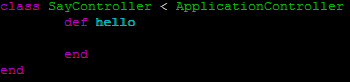 class SayController < ApplicationController
def hello
end
end